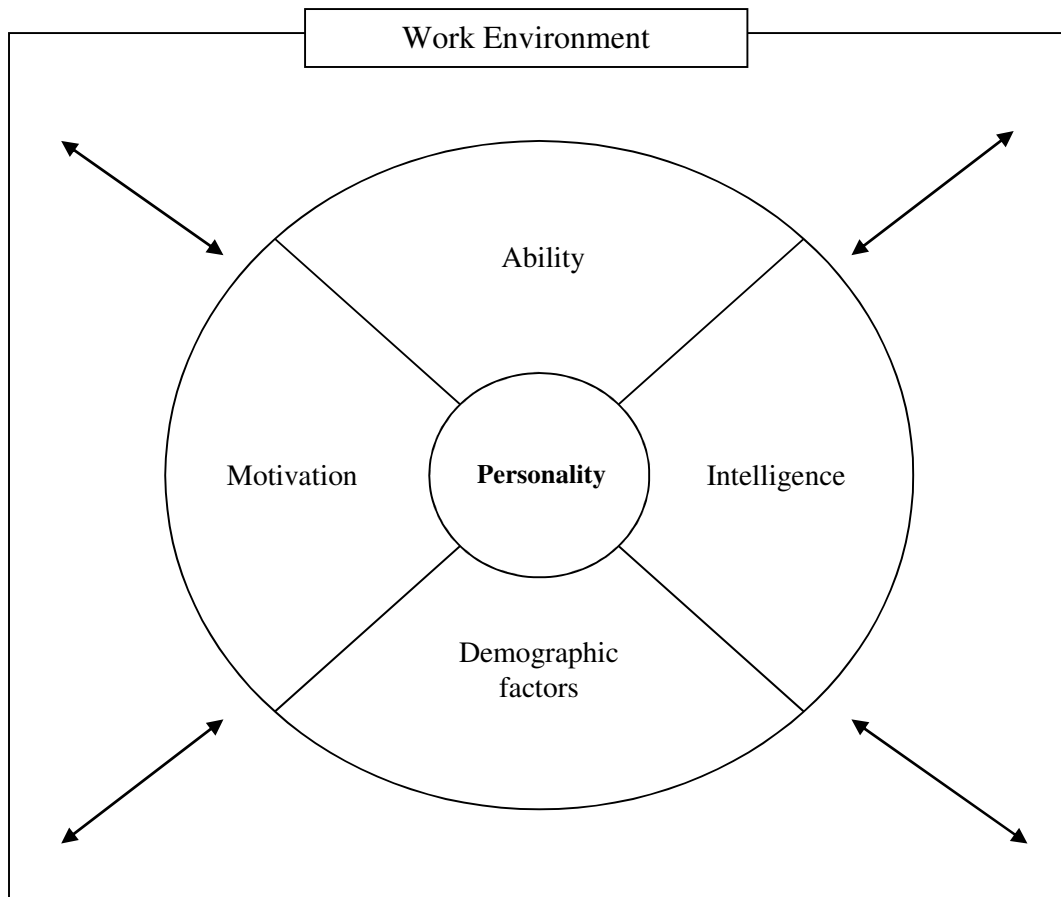 Work Environment
Ability
Motivation
Personality
Intelligence
Demographic
factors